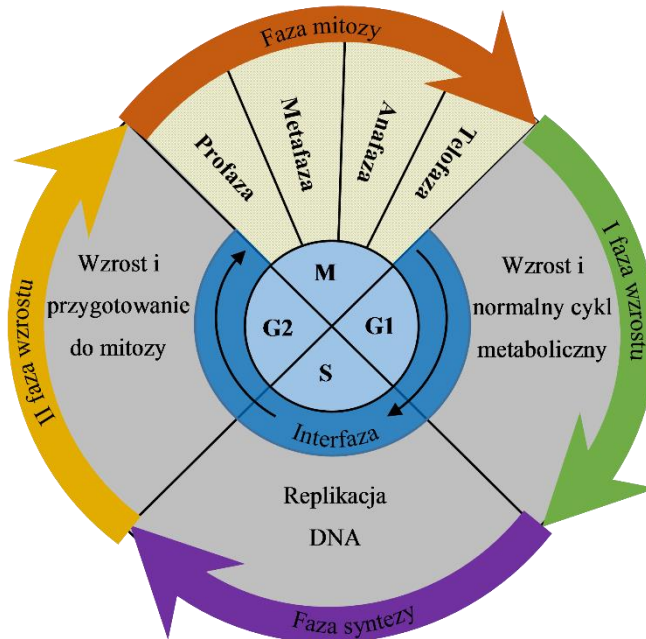 Faza mitozy
Profaza
Metafaza
Anafaza
Telofaza
I faza wzrostu
Wzrost i
normalny cykl
metaboliczny
Wzrost i
przygotowanie
do mitozy
II faza wzrostu
M
G2
G1
S
Interfaza
Replikacja
DNA
Faza syntezy